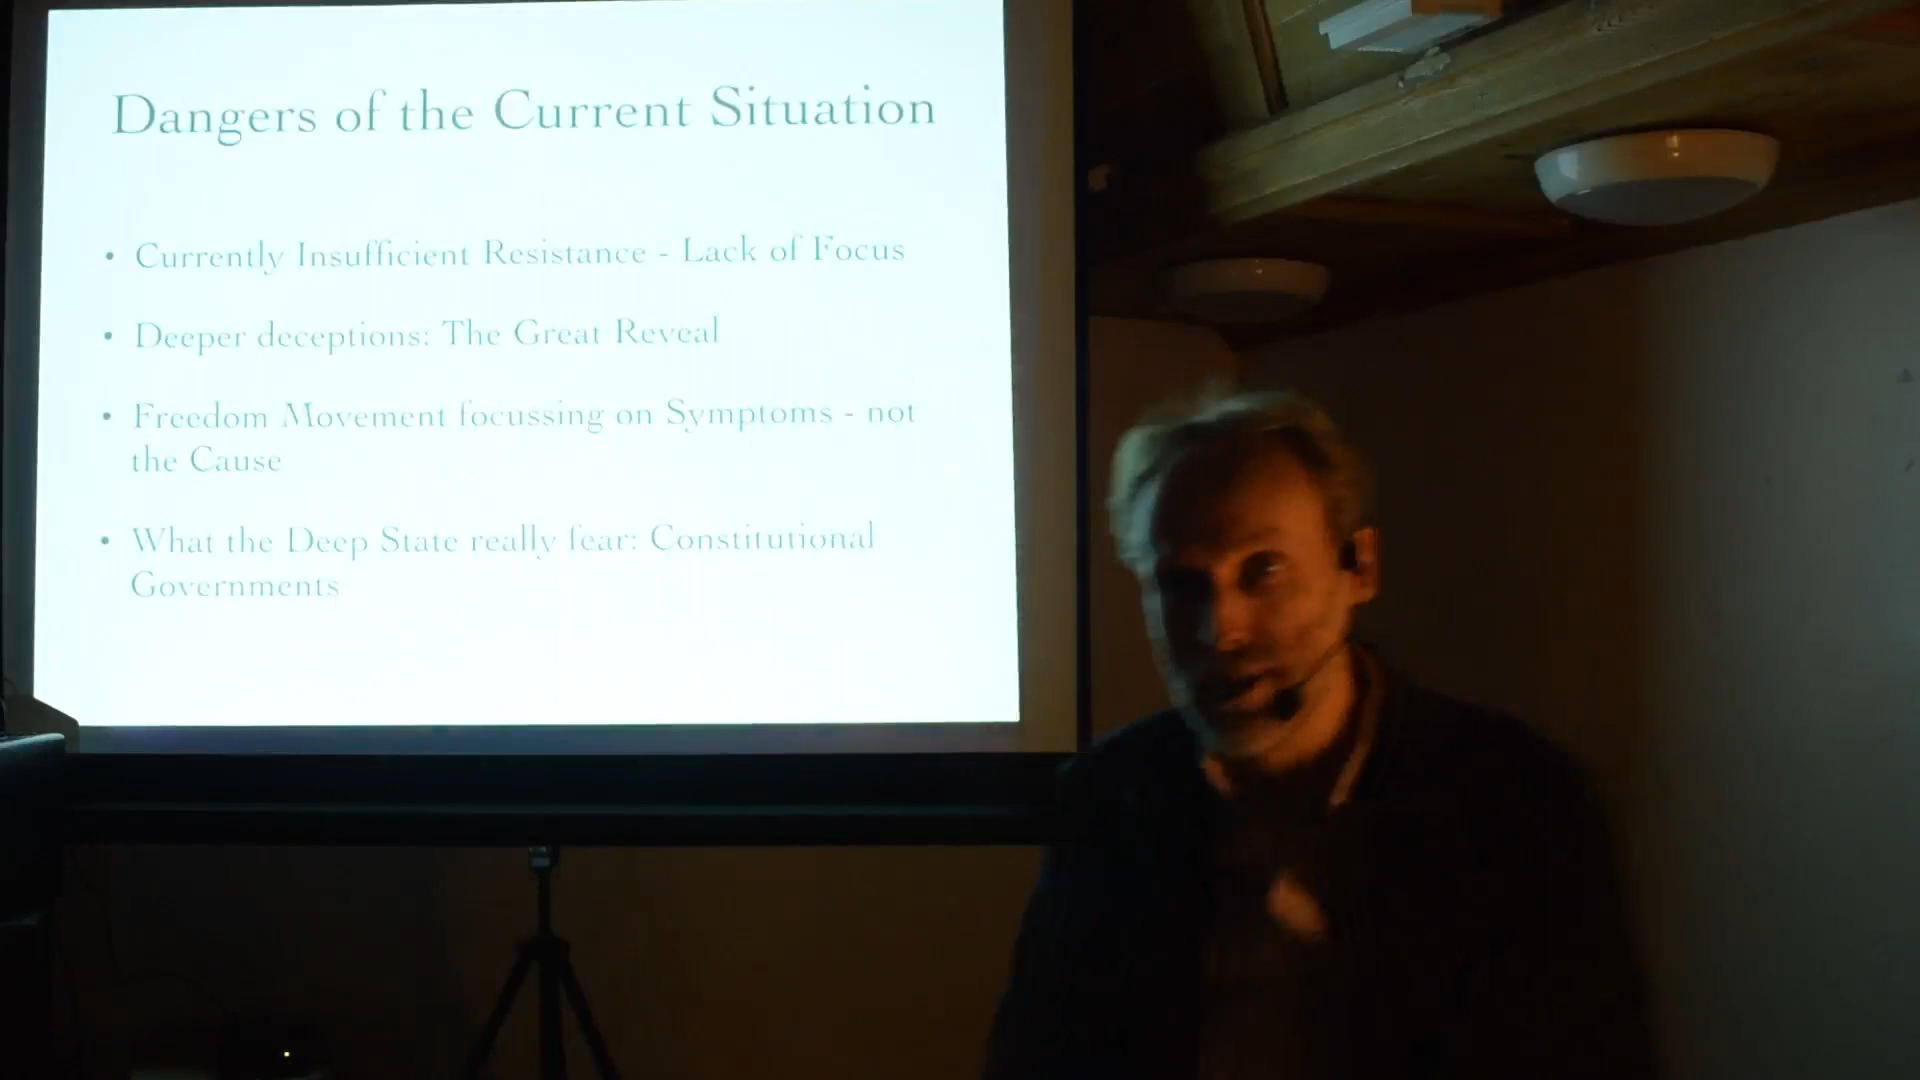 Dangers of the Current Situation
• Currently Insufficient Resistance - Lack of Focus
• Deeper deceptions: The Great Reveal
• Freedom Movement focussing on Symptoms - not
the Cause
• What the Deep State really fear: Constitutional
Governments